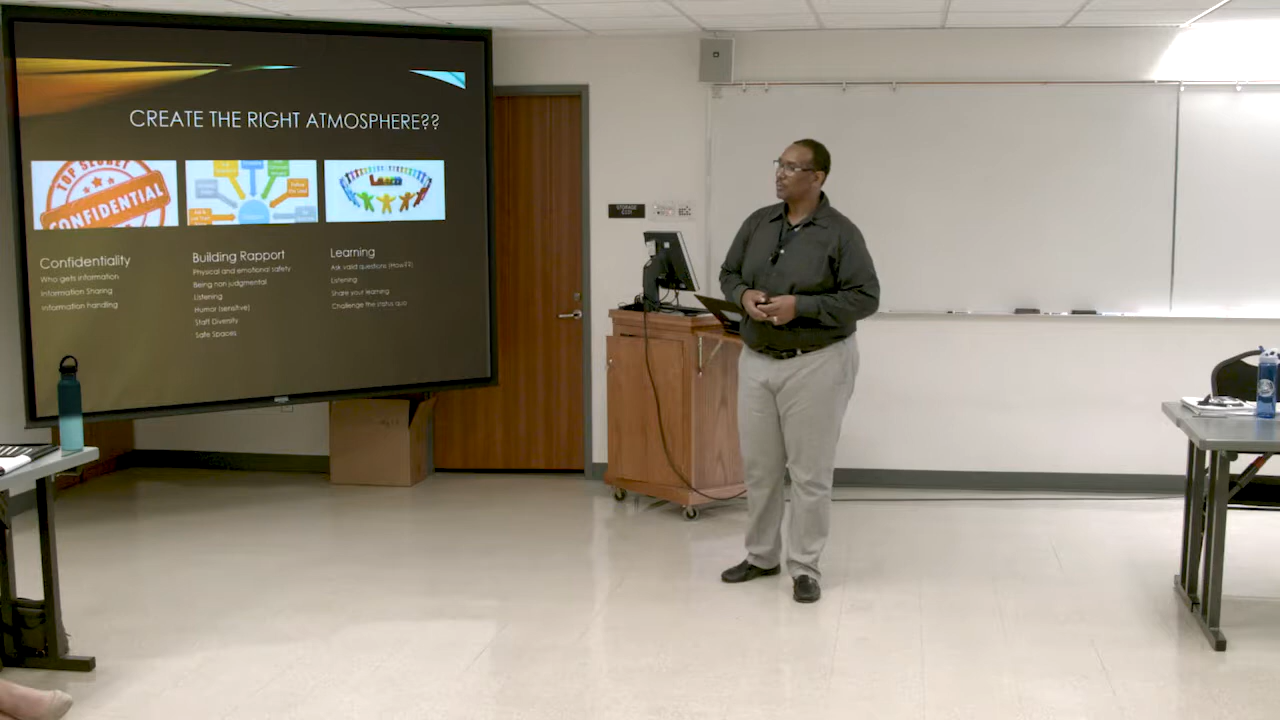 CREATE THE RIGHT ATMOSPHERE??
TOP SECRET
CONFIDENTIAL
Learn
Confidentiality
Who gets information
Information Sharing
Information handling
Building Rapport
Physical and emotional safety
Being non judgmental
Listening
Humor (sensitive)
Staff Diversity
Safe Spaces
Learning
Ask valid questions (How??)
Listening
Share your learning
Challenge the status quo
STORAGE